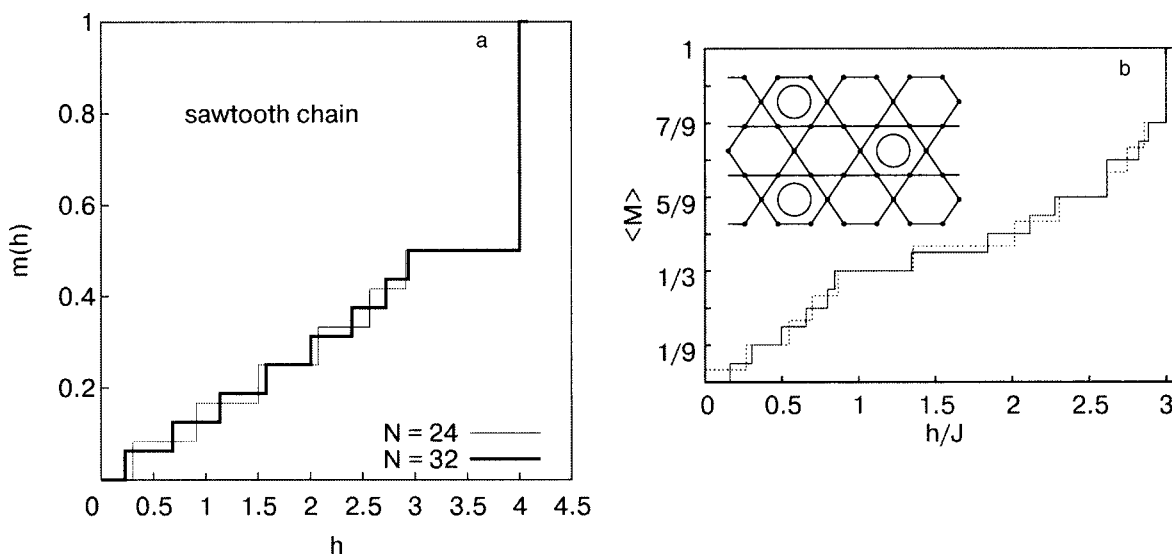 1
0.8
0.6
0.4
0.2
0 0.5 1 1.5 2 2.5 3 3.5 4 4.5
m(h)
h
a
sawtooth chain
N = 24
N = 32
1
7/9
5/9
1/3
1/9
0 0.5 1 1.5 2 2.5 3
<M>
h/J
b